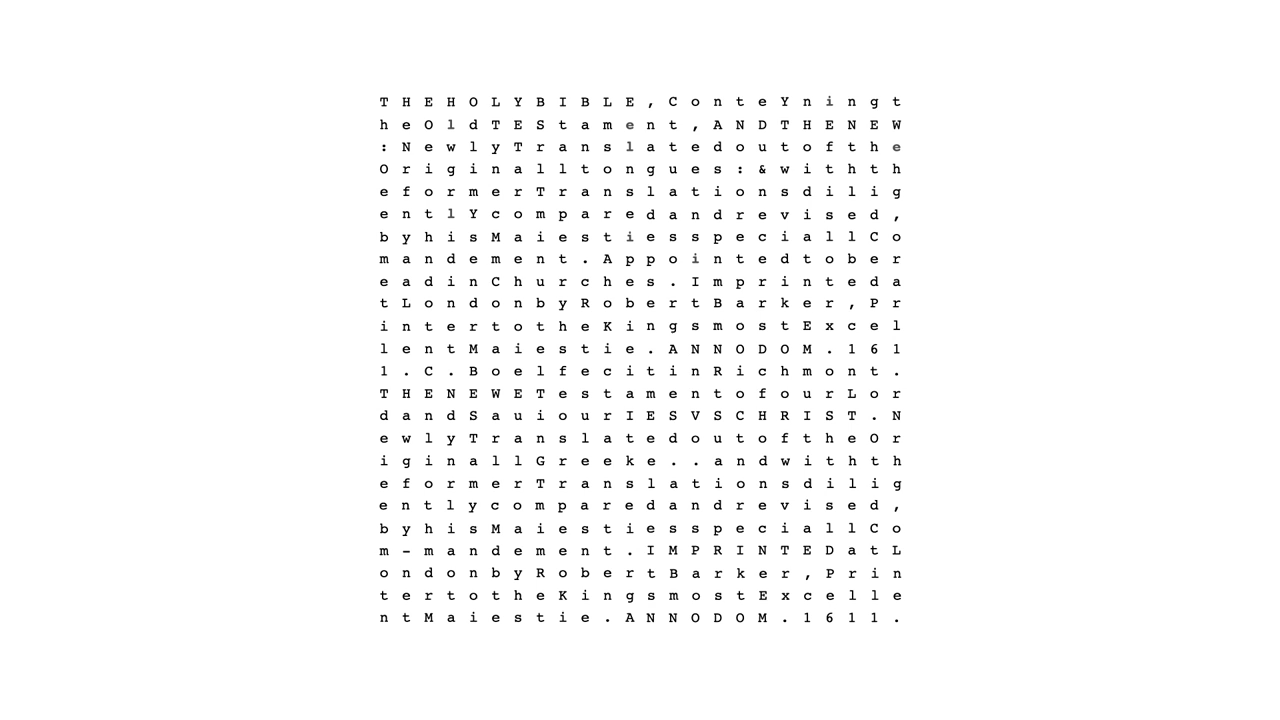 THEHOLYBIBLE,ConteYningt
heOldTEStament,ANDTHENEW
:NewlyTranslatedoutofthe
Originalltongues:&withth
eformerTranslationsdilig
entlYcomparedandrevised,
byhisMaiestiesspeciallCo
mandement.Appointedtober
eadinChurches.Imprinteda
tLondonbyRobertBarker,Pr
intertotheKingsmostExcel
lentMaiestie.ANNODOM.161
1.C.BoelfecitinRichmont.
THENEWETestamentofourLor
dandSauiourIESVSCHRIST.N
ewlyTranslatedoutoftheOr
iginallGreeke..andwithth
eformerTranslationsdilig
entlycomparedandrevised,
byhisMaiestiesspeciallCo
m-mandement.IMPRINTEDatL
ondonbyRobertBarker,Prin
tertotheKingsmostExcelle
ntMaiestie.ANNODOM.1611.